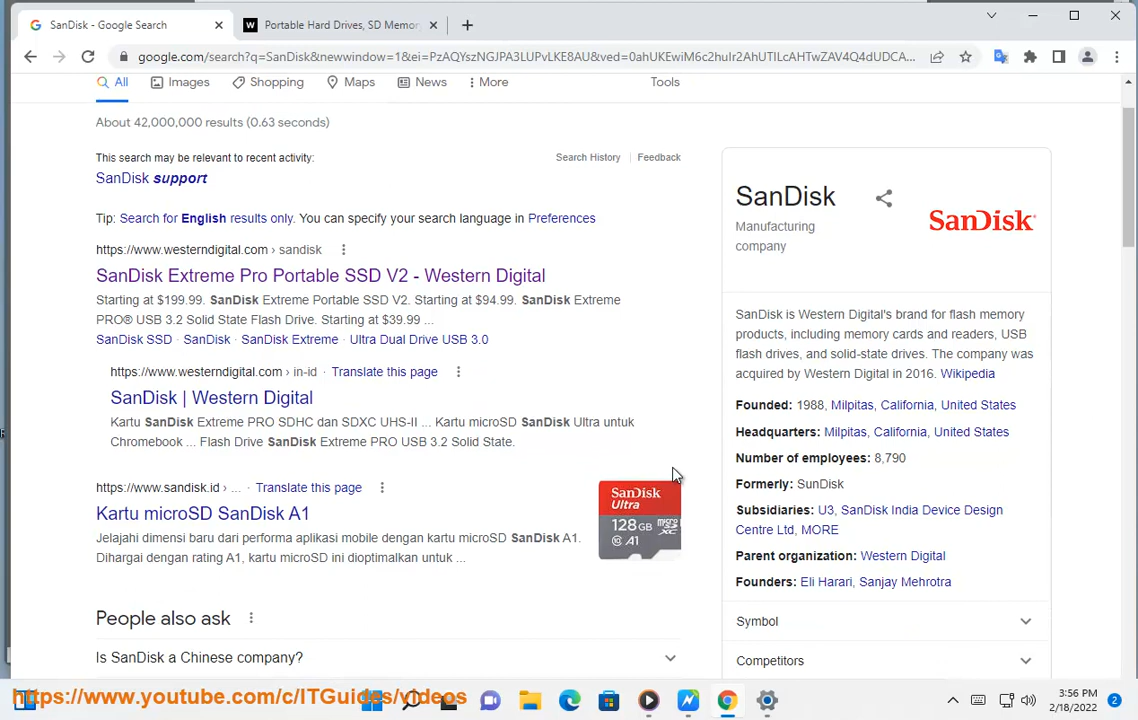 SanDisk - Google Search
Portable Hard Drives, SD Memor
google.com/search?q=SanDisk&newwindow=1&ei=PzAQYszNGJPA3LUPvLKE8AU&ved=0ahUKEwiM6c2huIr2AhUTILcAHTwZAV4Q4dUDCA...
All
Images
Shopping
Maps
News
More
Tools
About 42,000,000 results (0.63 seconds)
This search may be relevant to recent activity:
Search History
Feedback
SanDisk support
Tip: Search for English results only. You can specify your search language in Preferences
https://www.westerndigital.com › sandisk
SanDisk Extreme Pro Portable SSD V2 - Western Digital
Starting at $199.99. SanDisk Extreme Portable SSD V2. Starting at $94.99. SanDisk Extreme
PRO® USB 3.2 Solid State Flash Drive. Starting at $39.99 ...
SanDisk SSD · SanDisk · SanDisk Extreme · Ultra Dual Drive USB 3.0
https://www.westerndigital.com › in-id · Translate this page
SanDisk | Western Digital
Kartu SanDisk Extreme PRO SDHC dan SDXC UHS-II ... Kartu microSD SanDisk Ultra untuk
Chromebook ... Flash Drive SanDisk Extreme PRO USB 3.2 Solid State.
https://www.sandisk.id › ... · Translate this page
Kartu microSD SanDisk A1
Jelajahi dimensi baru dari performa aplikasi mobile dengan kartu microSD SanDisk A1.
Dihargai dengan rating A1, kartu microSD ini dioptimalkan untuk ...
SanDisk
Ultra
128GB
micro
XC
A1
People also ask
Is SanDisk a Chinese company?
SanDisk
Manufacturing
company
SanDisk
SanDisk is Western Digital's brand for flash memory
products, including memory cards and readers, USB
flash drives, and solid-state drives. The company was
acquired by Western Digital in 2016. Wikipedia
Founded: 1988, Milpitas, California, United States
Headquarters: Milpitas, California, United States
Number of employees: 8,790
Formerly: SunDisk
Subsidiaries: U3, SanDisk India Device Design
Centre Ltd, MORE
Parent organization: Western Digital
Founders: Eli Harari, Sanjay Mehrotra
Symbol
Competitors
https://www.youtube.com/c/ITGuides/videos
3:56 PM
2/18/2022
2